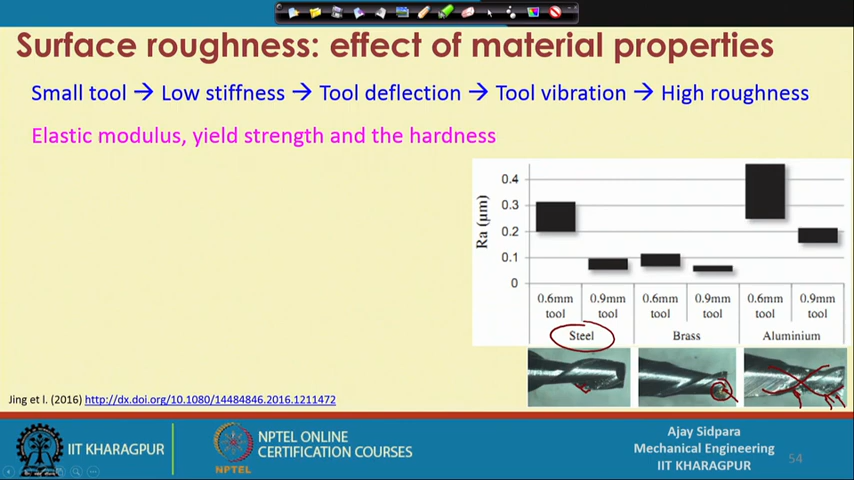 Surface roughness: effect of material properties
Small tool → Low stiffness → Tool deflection → Tool vibration → High roughness
Elastic modulus, yield strength and the hardness
Ra (µm)
0.4
0.3
0.2
0.1
0
0.6mm tool 0.9mm tool 0.6mm tool 0.9mm tool 0.6mm tool 0.9mm tool
Steel Brass Aluminium
Jing et l. (2016) http://dx.doi.org/10.1080/14484846.2016.1211472
IIT KHARAGPUR
NPTEL
NPTEL ONLINE
CERTIFICATION COURSES
Ajay Sidpara
Mechanical Engineering
IIT KHARAGPUR
54